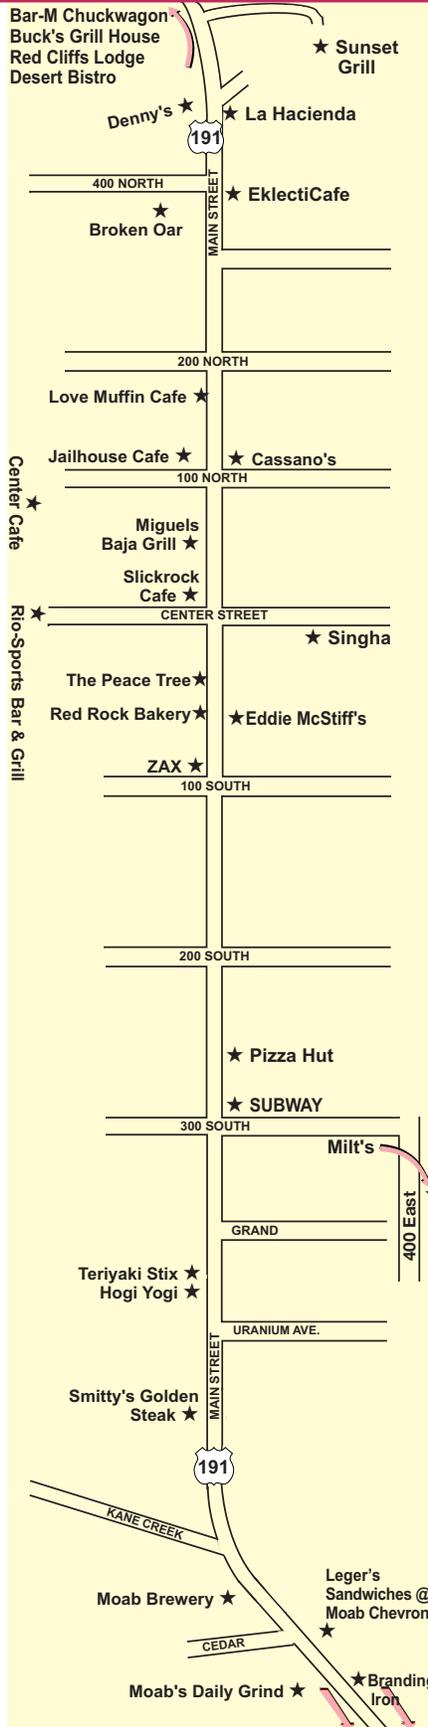 Bar-M Chuckwagon
Buck's Grill House
Red Cliffs Lodge
Desert Bistro
Sunset
Grill
Denny's
La Hacienda
191
400 NORTH
MAIN STREET
EklectiCafe
Broken Oar
200 NORTH
Love Muffin Cafe
Jailhouse Cafe
Cassano's
100 NORTH
Center Cafe
Miguels
Baja Grill
Slickrock
Cafe
CENTER STREET
Rio-Sports Bar & Grill
Singha
The Peace Tree
Red Rock Bakery
Eddie McStiff's
ZAX
100 SOUTH
200 SOUTH
Pizza Hut
SUBWAY
300 SOUTH
Milt's
400 East
GRAND
Teriyaki Stix
Hogi Yogi
URANIUM AVE.
MAIN STREET
Smitty's Golden
Steak
191
KANE CREEK
Moab Brewery
Leger's
Sandwiches @
Moab Chevron
CEDAR
Moab's Daily Grind
Branding
Iron